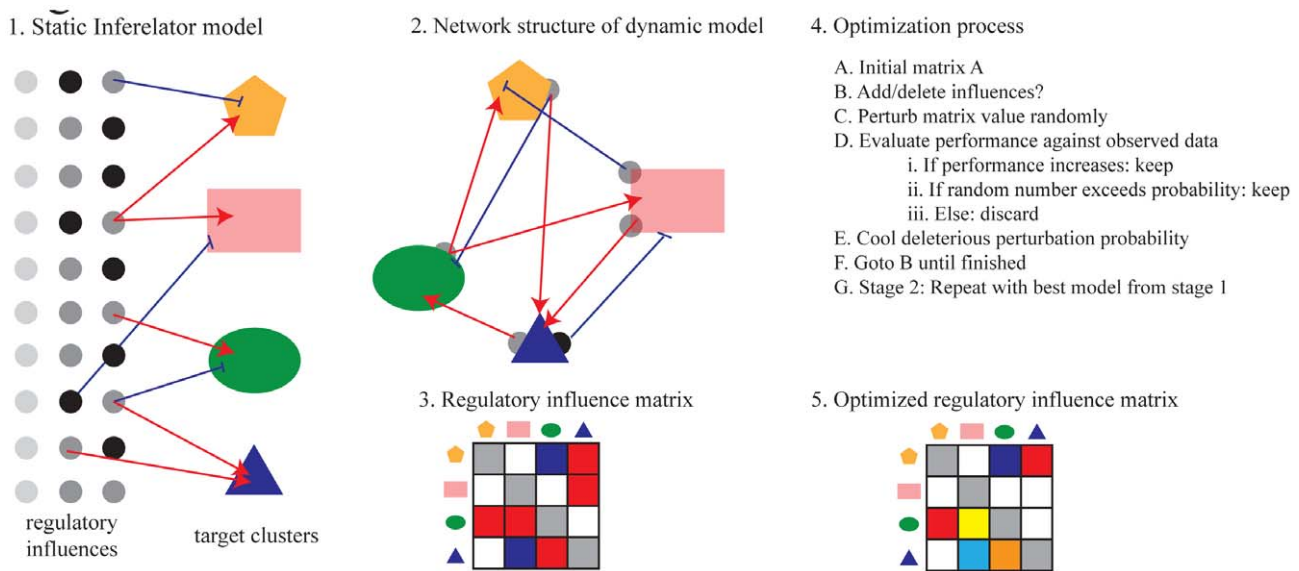 1. Static Inferelator model
regulatory
influences
target clusters
2. Network structure of dynamic model
3. Regulatory influence matrix
4. Optimization process
A. Initial matrix A
B. Add/delete influences?
C. Perturb matrix value randomly
D. Evaluate performance against observed data
i. If performance increases: keep
ii. If random number exceeds probability: keep
iii. Else: discard
E. Cool deleterious perturbation probability
F. Goto B until finished
G. Stage 2: Repeat with best model from stage 1
5. Optimized regulatory influence matrix